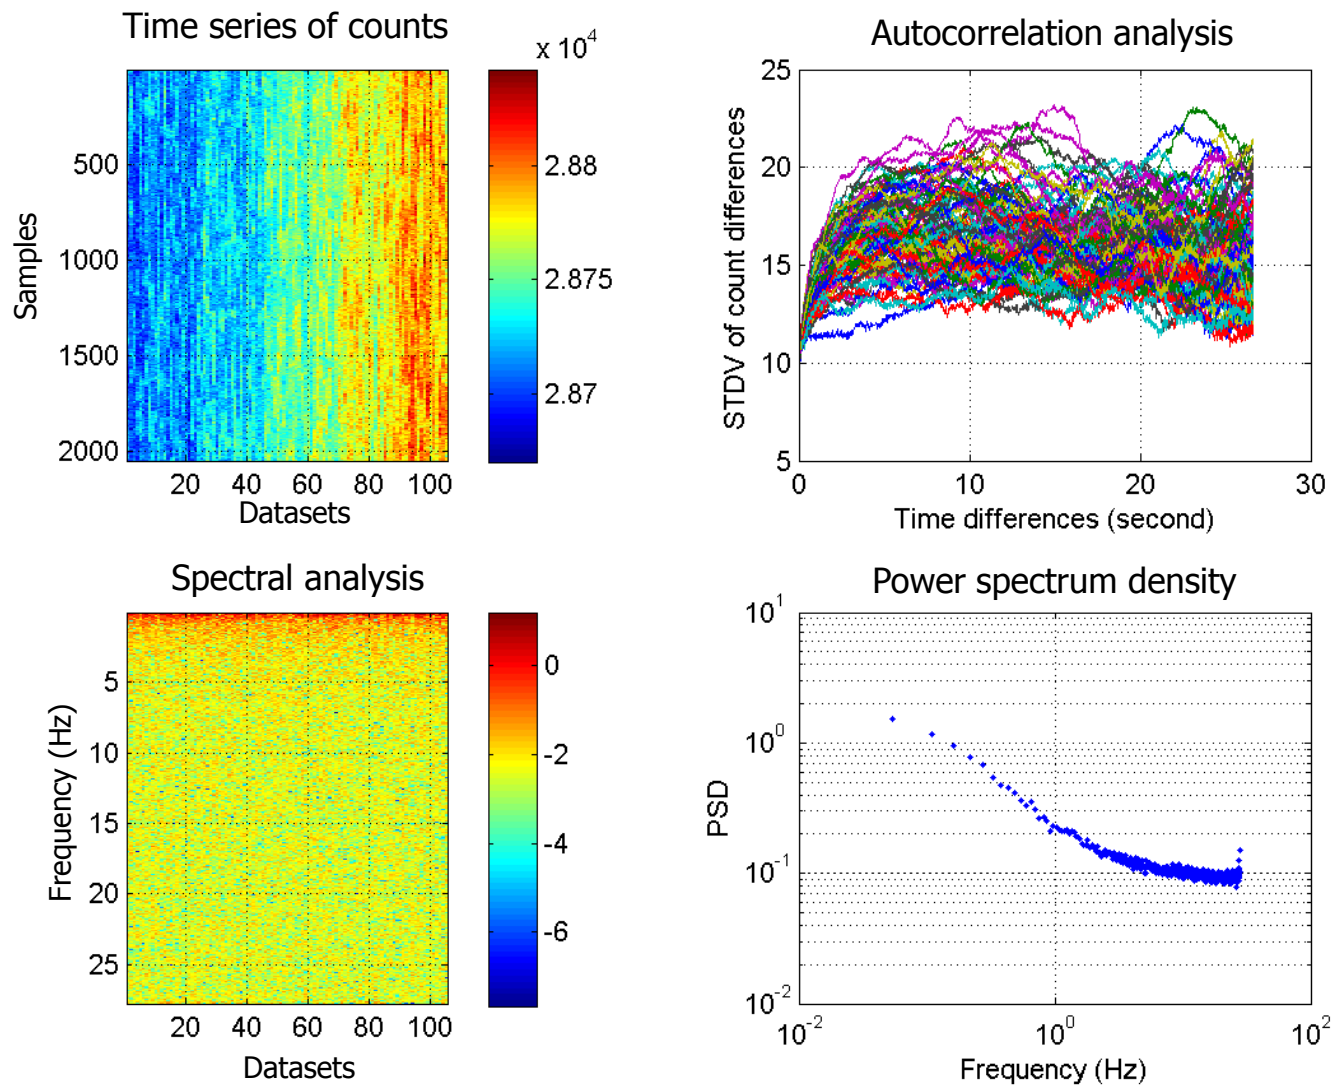 Time series of counts
x 10^4
500
1000
1500
2000
Samples
20 40 60 80 100
Datasets
2.88
2.875
2.87
Autocorrelation analysis
25
20
15
10
5
STDV of count differences
0 10 20 30
Time differences (second)
Spectral analysis
5
10
15
20
25
Frequency (Hz)
20 40 60 80 100
Datasets
0
-2
-4
-6
Power spectrum density
10^1
10^0
10^-1
10^-2
PSD
10^-2 10^0 10^2
Frequency (Hz)